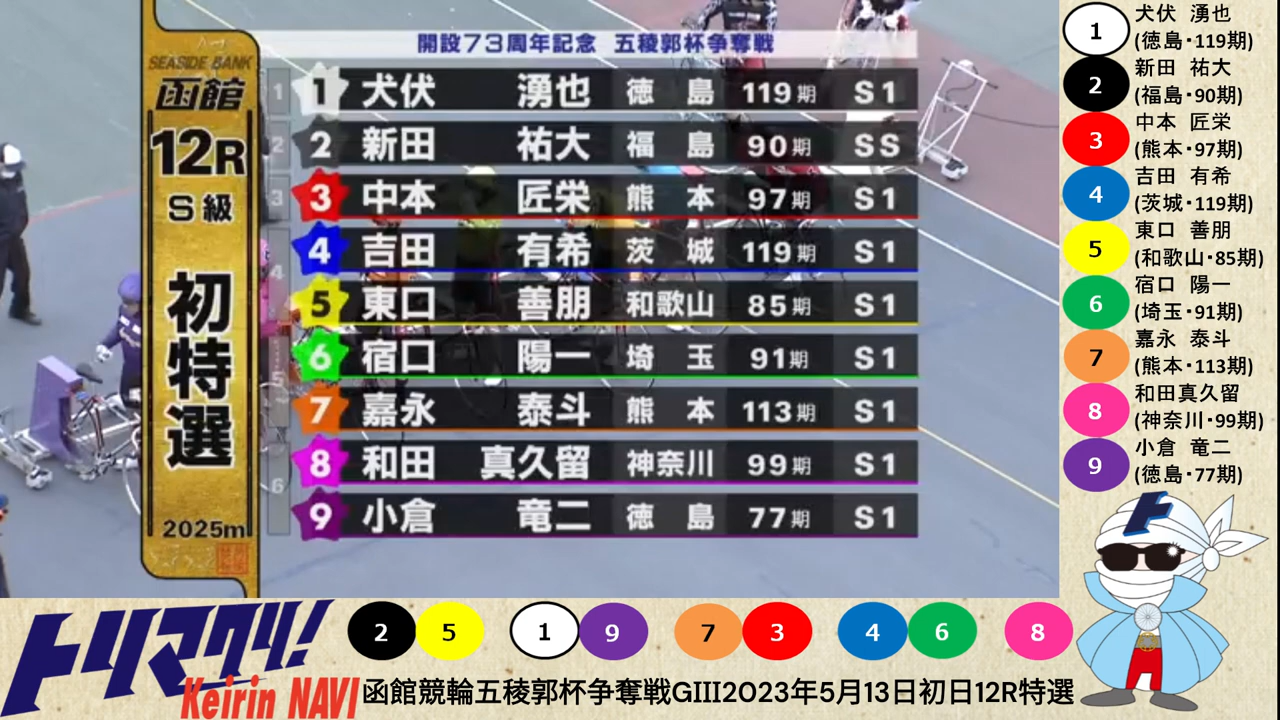 開設73周年記念 五稜郭杯争奪戦
SEASIDE BANK
函館
12R
S級
初特選
2025m
1
2
3
4
5
6
1 犬伏 湧也 徳島 119期 S1
2 新田 祐大 福島 90期 SS
3 中本 匠栄 熊本 97期 S1
4 吉田 有希 茨城 119期 S1
5 東口 善朋 和歌山 85期 S1
6 宿口 陽一 埼玉 91期 S1
7 嘉永 泰斗 熊本 113期 S1
8 和田 真久留 神奈川 99期 S1
9 小倉 竜二 徳島 77期 S1
1 犬伏 湧也
(徳島・119期)
2 新田 祐大
(福島・90期)
3 中本 匠栄
(熊本・97期)
4 吉田 有希
(茨城・119期)
5 東口 善朋
(和歌山・85期)
6 宿口 陽一
(埼玉・91期)
7 嘉永 泰斗
(熊本・113期)
8 和田真久留
(神奈川・99期)
9 小倉 竜二
(徳島・77期)
ト
2 5 1 9 7 3 4 6 8
トリマクリ!
Keirin NAVI
函館競輪五稜郭杯争奪戦GIII2023年5月13日初日12R特選